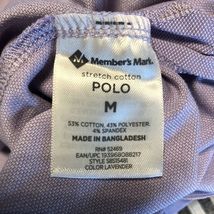 Member's Mark.
stretch cotton
POLO
M
53% COTTON, 43% POLYESTER,
4% SPANDEX
MADE IN BANGLADESH
RN# 52469
EAN/UPC 193968088217
STYLE S8S15481
COLOR LAVENDER